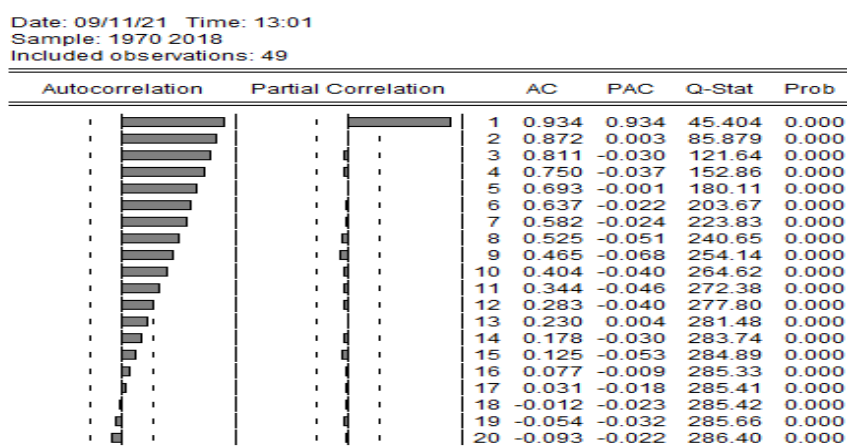 Date: 09/11/21 Time: 13:01
Sample: 1970 2018
Included observations: 49
Autocorrelation Partial Correlation AC PAC Q-Stat Prob
1 0.934 0.934 45.404 0.000
2 0.872 0.003 85.879 0.000
3 0.811 -0.030 121.64 0.000
4 0.750 -0.037 152.86 0.000
5 0.693 -0.001 180.11 0.000
6 0.637 -0.022 203.67 0.000
7 0.582 -0.024 223.83 0.000
8 0.525 -0.051 240.65 0.000
9 0.465 -0.068 254.14 0.000
10 0.404 -0.040 264.62 0.000
11 0.344 -0.046 272.38 0.000
12 0.283 -0.040 277.80 0.000
13 0.230 0.004 281.48 0.000
14 0.178 -0.030 283.74 0.000
15 0.125 -0.053 284.89 0.000
16 0.077 -0.009 285.33 0.000
17 0.031 -0.018 285.41 0.000
18 -0.012 -0.023 285.42 0.000
19 -0.054 -0.032 285.66 0.000
20 -0.093 -0.022 286.40 0.000